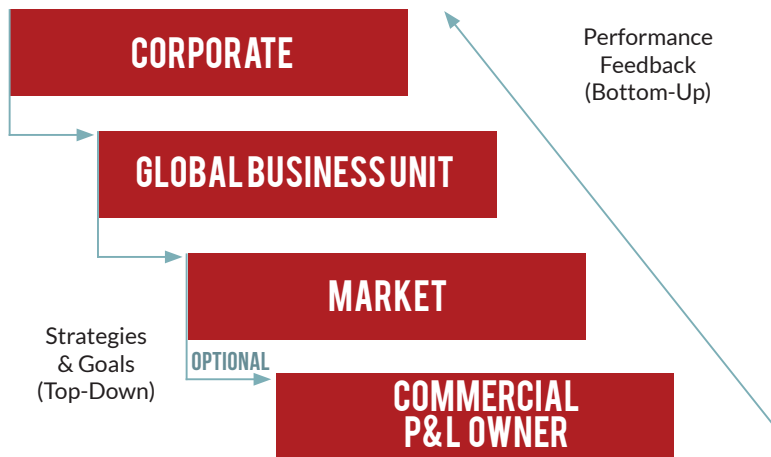 CORPORATE
Performance
Feedback
(Bottom-Up)
GLOBAL BUSINESS UNIT
MARKET
Strategies
& Goals
(Top-Down)
OPTIONAL
COMMERCIAL
P&L OWNER